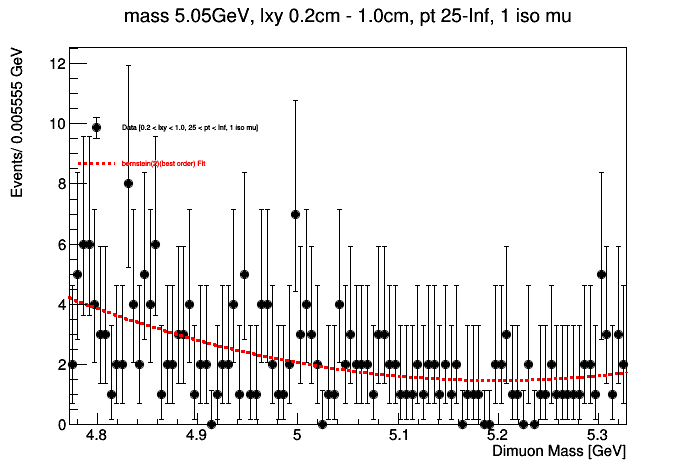 mass 5.05GeV, lxy 0.2cm - 1.0cm, pt 25-Inf, 1 iso mu
Events/ 0.005555 GeV
12
10
8
6
4
2
0
Data [0.2 < lxy < 1.0, 25 < pt < Inf, 1 iso mu]
bernstein(2)(best order) Fit
4.8 4.9 5 5.1 5.2 5.3
Dimuon Mass [GeV]